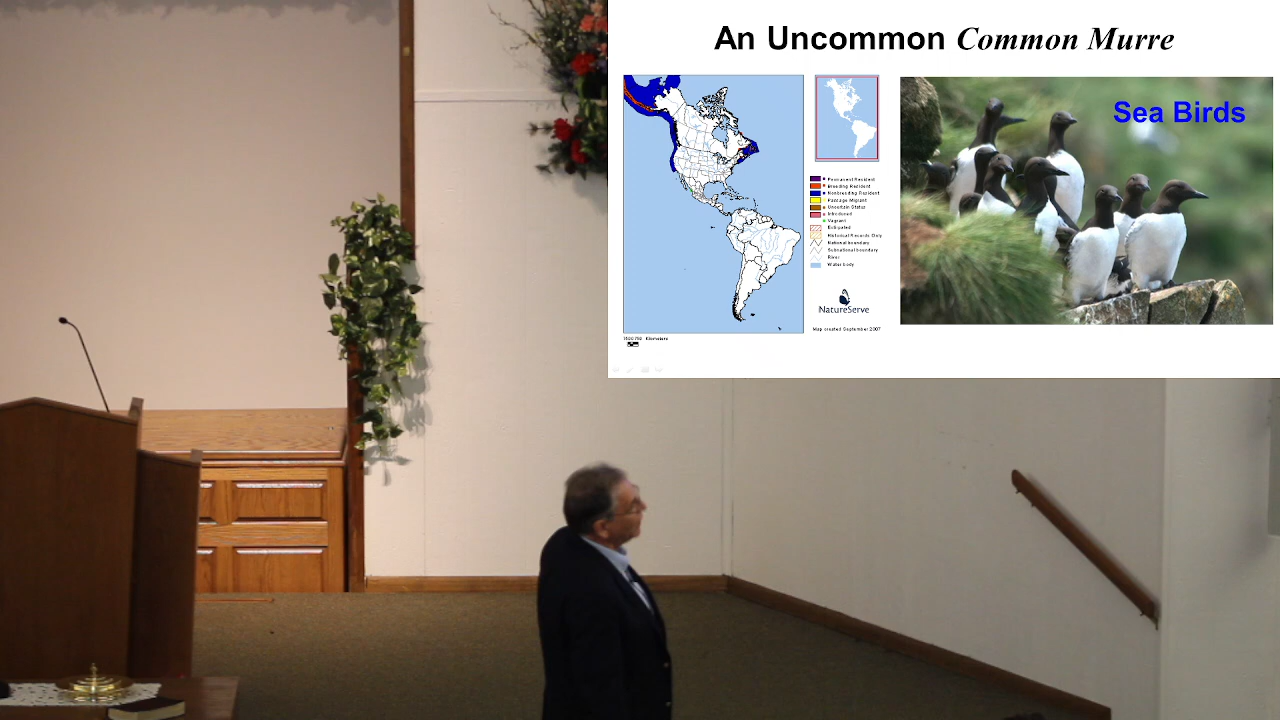 An Uncommon Common Murre
Sea Birds
Permanent Resident
Breeding Resident
Nonbreeding Resident
Passage Migrant
Uncertain Status
Introduced
Vagrant
Extirpated
Historical Records Only
National boundary
Subnational boundary
River
Water body
NatureServe
Map created September 2007
Kilometers